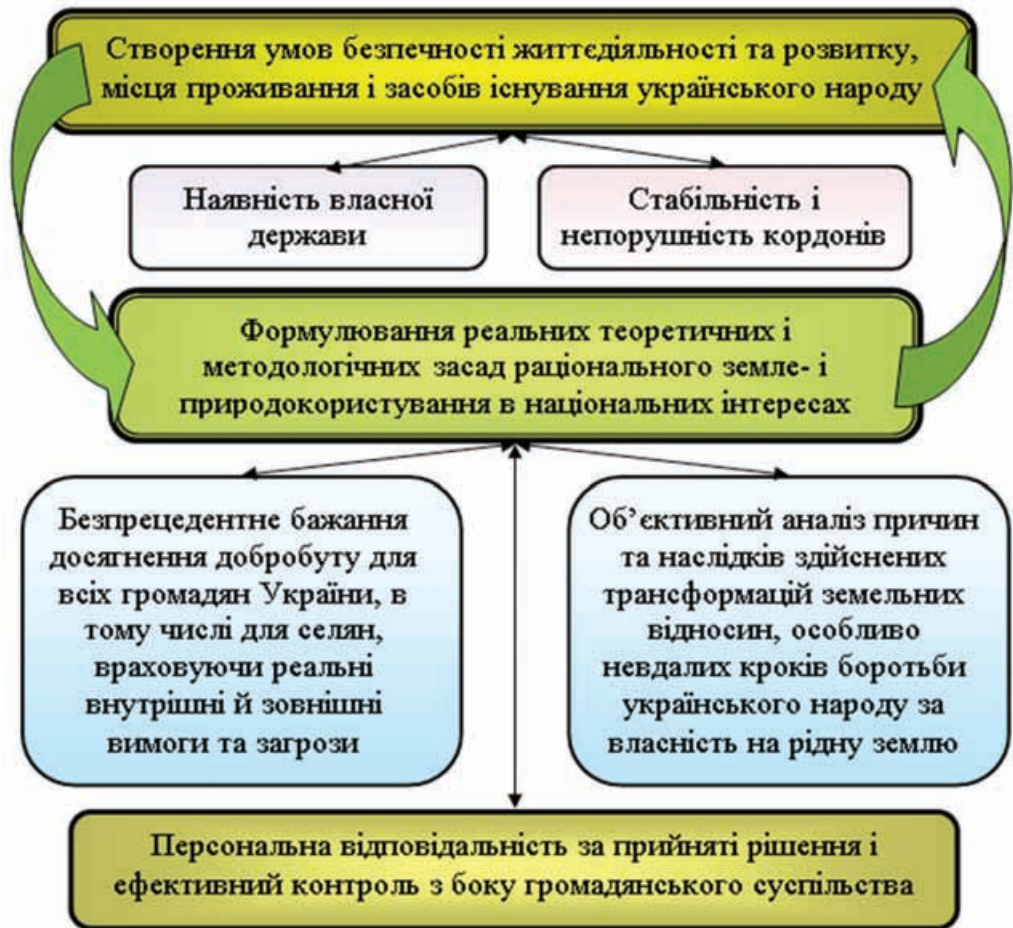 Створення умов безпечності життєдіяльності та розвитку,
місця проживання і засобів існування українського народу
Наявність власної
держави
Стабільність і
непорушність кордонів
Формулювання реальних теоретичних і
методологічних засад раціонального земле- і
природокористування в національних інтересах
Безпрецедентне бажання
досягнення добробуту для
всіх громадян України, в
тому числі для селян,
враховуючи реальні
внутрішні й зовнішні
вимоги та загрози
Об’єктивний аналіз причин
та наслідків здійснених
трансформацій земельних
відносин, особливо
невдалих кроків боротьби
українського народу за
власність на рідну землю
Персональна відповідальність за прийняті рішення і
ефективний контроль з боку громадянського суспільства